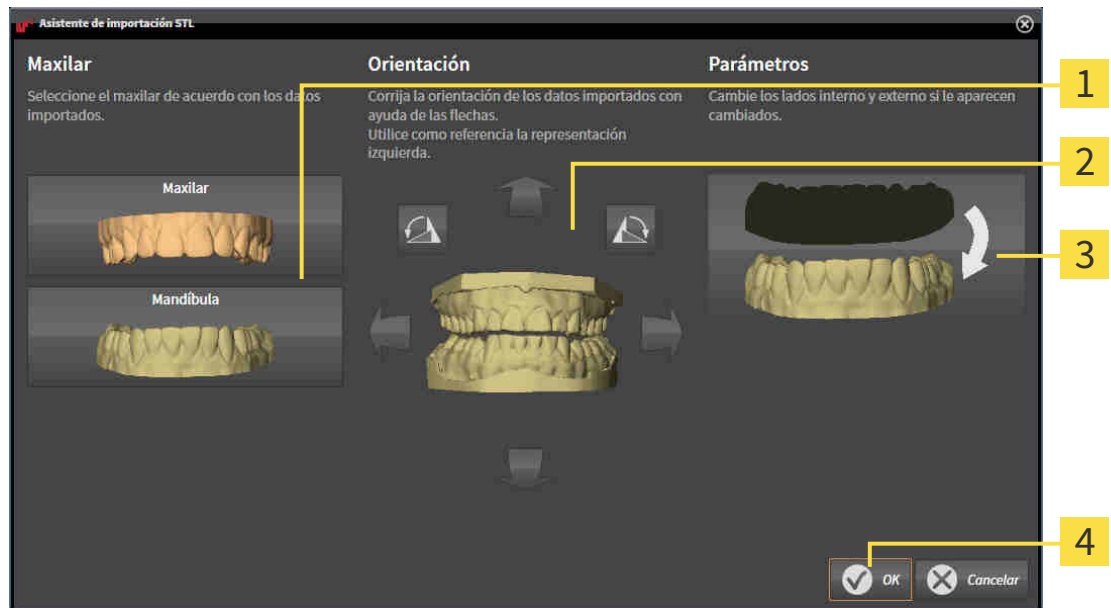 Asistente de importación STL
Maxilar
Seleccione el maxilar de acuerdo con los datos
importados.
Maxilar
Mandíbula
Orientación
Corrija la orientación de los datos importados con
ayuda de las flechas.
Utilice como referencia la representación
izquierda.
Parámetros
Cambie los lados interno y externo si le aparecen
cambiados.
OK
Cancelar
1
2
3
4